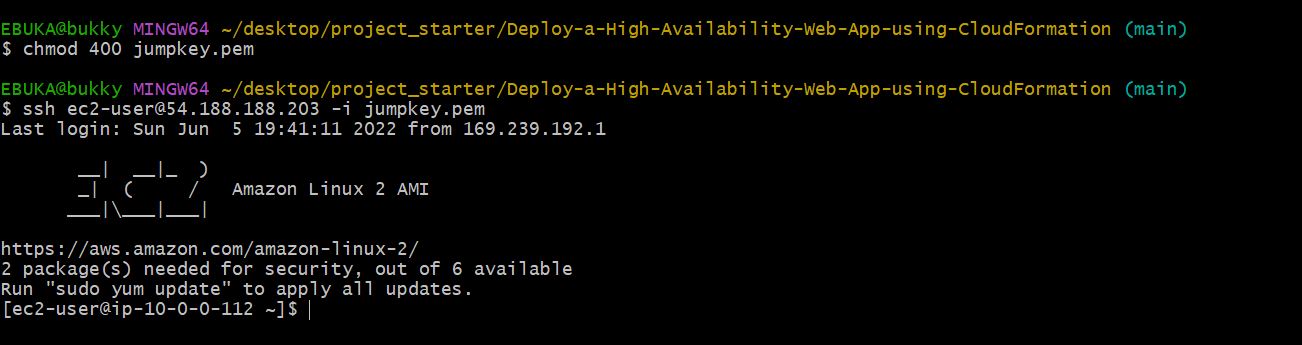 EBUKA@bukky MINGW64 ~/desktop/project_starter/Deploy-a-High-Availability-Web-App-using-CloudFormation (main)
$ chmod 400 jumpkey.pem
EBUKA@bukky MINGW64 ~/desktop/project_starter/Deploy-a-High-Availability-Web-App-using-CloudFormation (main)
$ ssh ec2-user@54.188.188.203 -i jumpkey.pem
Last login: Sun Jun  5 19:41:11 2022 from 169.239.192.1
       __|  __|_  )
       _|  (     /   Amazon Linux 2 AMI
      ___|\___|___|
https://aws.amazon.com/amazon-linux-2/
2 package(s) needed for security, out of 6 available
Run "sudo yum update" to apply all updates.
[ec2-user@ip-10-0-0-112 ~]$